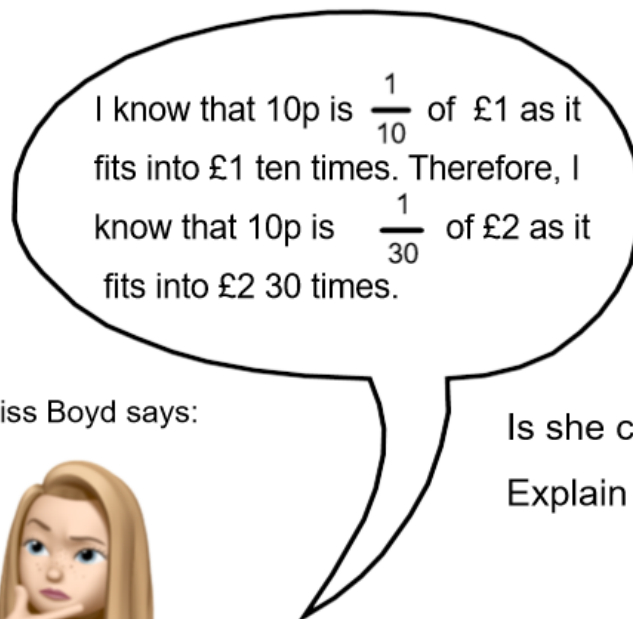 I know that 10p is 1/10 of £1 as it
fits into £1 ten times. Therefore, I
know that 10p is 1/30 of £2 as it
fits into £2 30 times.
iss Boyd says:
Is she c
Explain